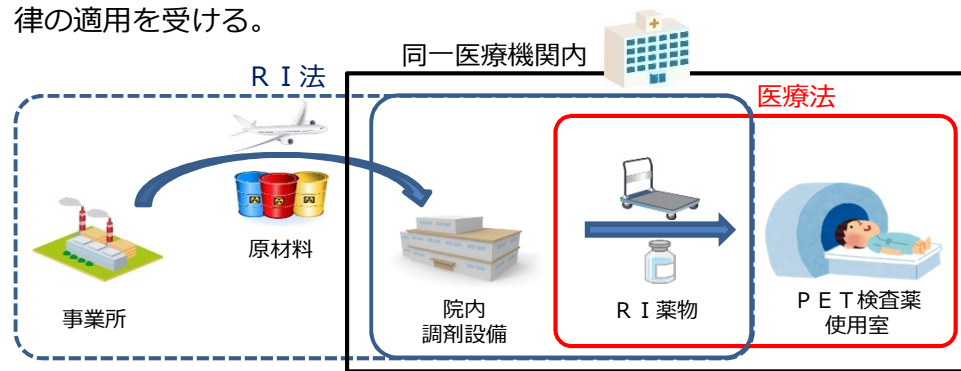 律の適用を受ける。
同一医療機関内
ＲＩ法
医療法
原材料
事業所
院内
調剤設備
ＲＩ薬物
ＰＥＴ検査薬
使用室